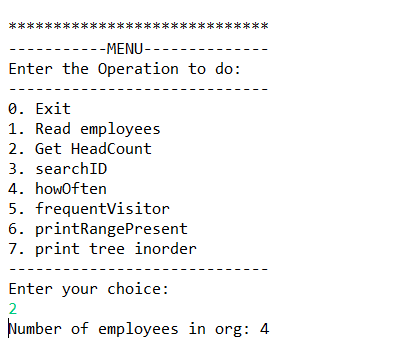 *****************************
-----------MENU--------------
Enter the Operation to do:
-----------------------------
0. Exit
1. Read employees
2. Get HeadCount
3. searchID
4. howOften
5. frequentVisitor
6. printRangePresent
7. print tree inorder
-----------------------------
Enter your choice:
2
Number of employees in org: 4